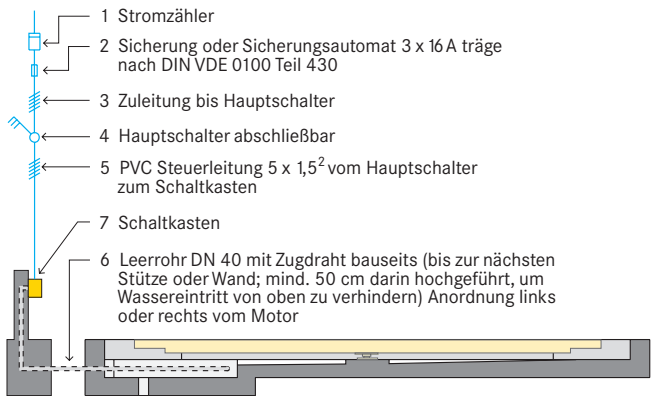 1 Stromzähler
2 Sicherung oder Sicherungsautomat 3 x 16 A träge
nach DIN VDE 0100 Teil 430
3 Zuleitung bis Hauptschalter
4 Hauptschalter abschließbar
5 PVC Steuerleitung 5 x 1,5² vom Hauptschalter
zum Schaltkasten
7 Schaltkasten
6 Leerrohr DN 40 mit Zugdraht bauseits (bis zur nächsten
Stütze oder Wand; mind. 50 cm darin hochgeführt, um
Wassereintritt von oben zu verhindern) Anordnung links
oder rechts vom Motor